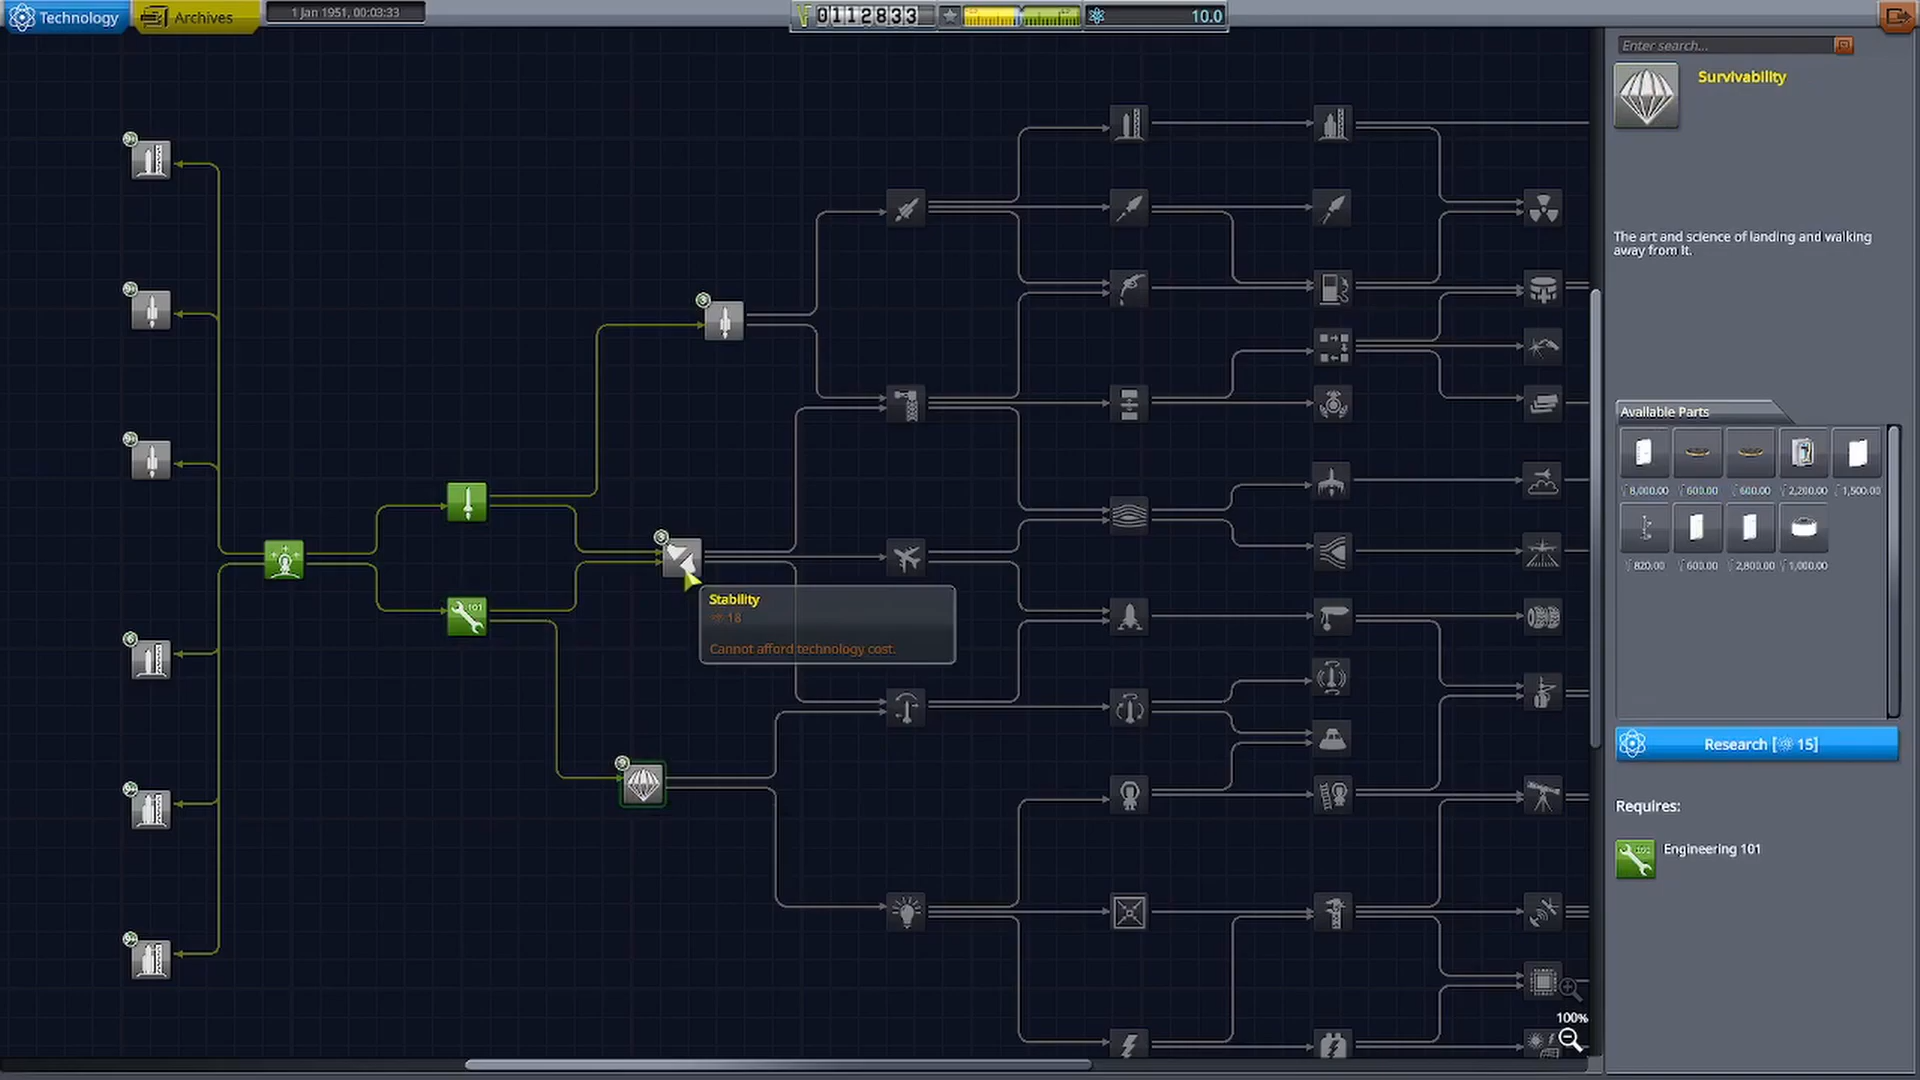 Technology
Archives
1 Jan 1951, 00:03:33
0112833
10.0
Enter search...
Survivability
The art and science of landing and walking
away from it.
Available Parts
8,000.00 600.00 600.00 2,200.00 1,500.00
820.00 600.00 2,800.00 1,000.00
Research [ 15]
Requires:
Engineering 101
Stability
18
Cannot afford technology cost.
101
100%